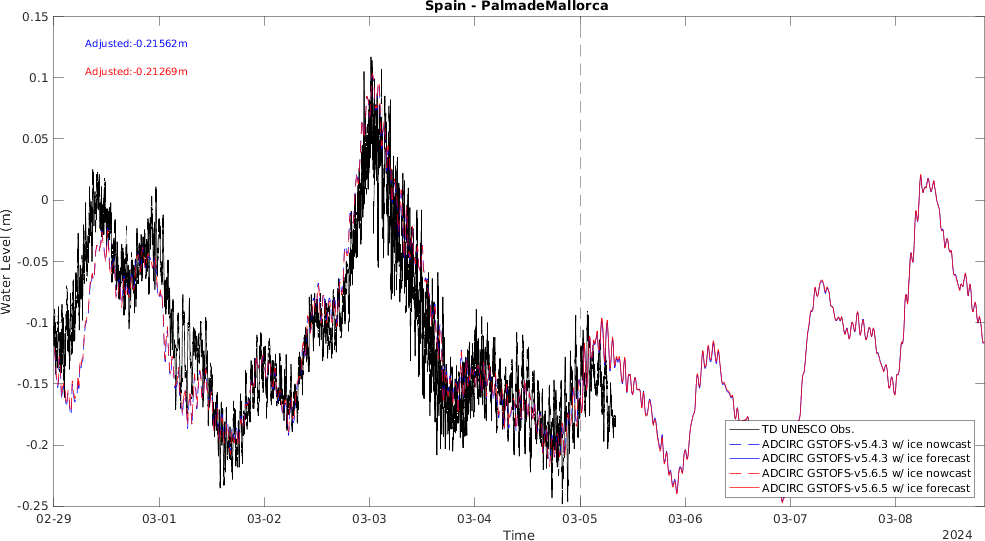 Spain - PalmadeMallorca
Adjusted:-0.21562m
Adjusted:-0.21269m
Water Level (m)
0.15
0.1
0.05
0
-0.05
-0.1
-0.15
-0.2
-0.25
02-29 03-01 03-02 03-03 03-04 03-05 03-06 03-07 03-08
Time
2024
TD UNESCO Obs.
ADCIRC GSTOFS-v5.4.3 w/ ice nowcast
ADCIRC GSTOFS-v5.4.3 w/ ice forecast
ADCIRC GSTOFS-v5.6.5 w/ ice nowcast
ADCIRC GSTOFS-v5.6.5 w/ ice forecast